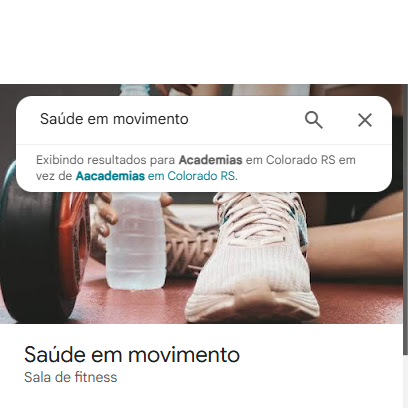 Saúde em movimento
Exibindo resultados para Academias em Colorado RS em
vez de Aacademias em Colorado RS.
Saúde em movimento
Sala de fitness